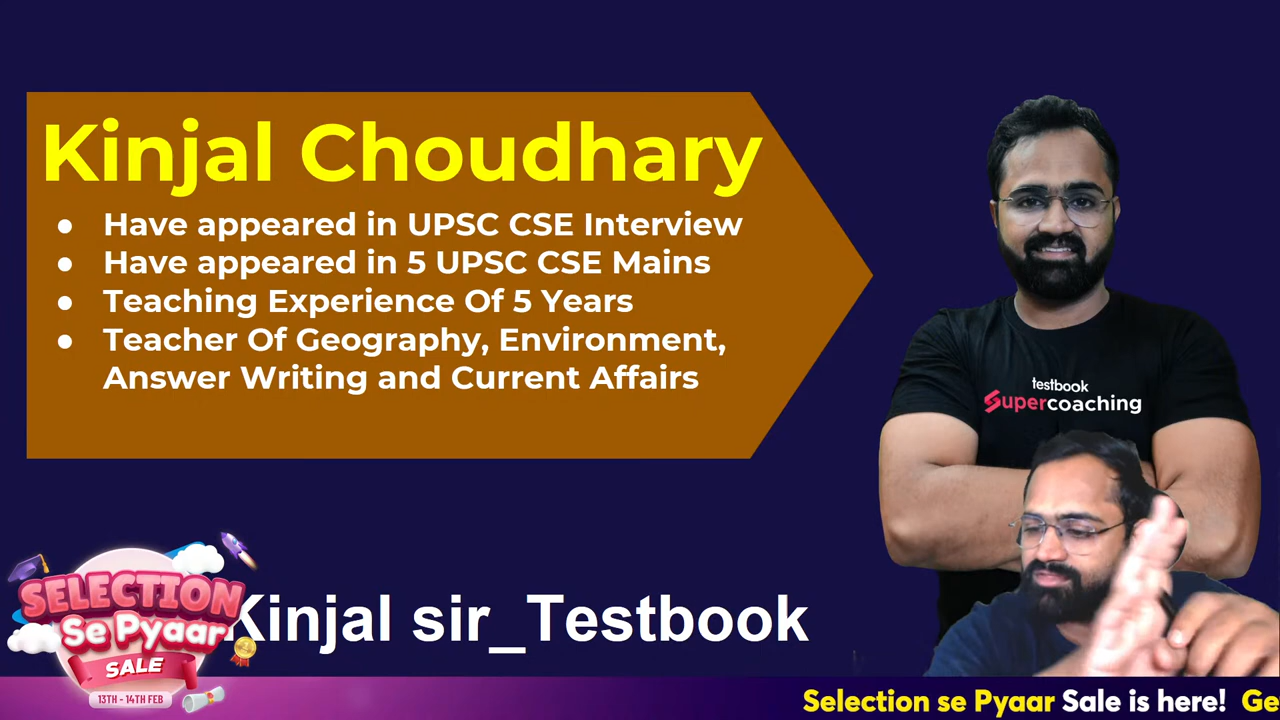 Kinjal Choudhary
● Have appeared in UPSC CSE Interview
● Have appeared in 5 UPSC CSE Mains
● Teaching Experience Of 5 Years
● Teacher Of Geography, Environment,
Answer Writing and Current Affairs
testbook
Supercoaching
SELECTION
Se Pyaar
SALE
13TH - 14TH FEB
Kinjal sir_Testbook
Selection se Pyaar Sale is here! Ge